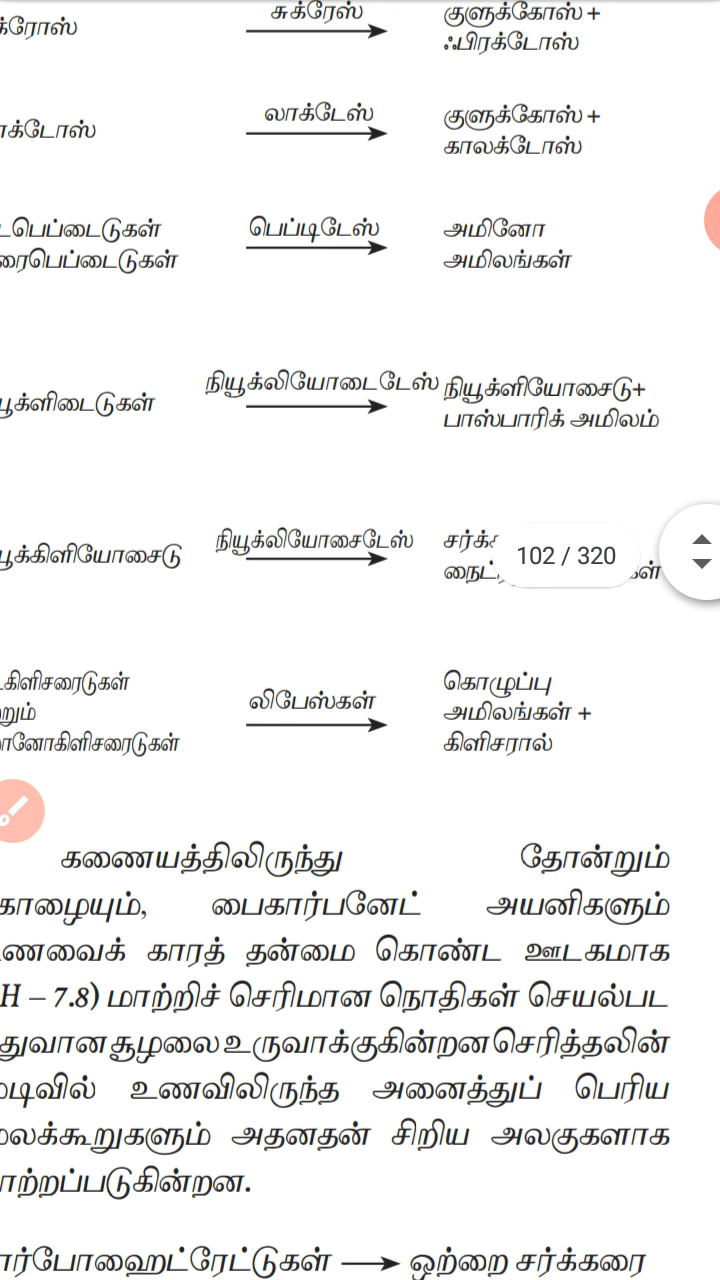 சுக்ரேஸ்
க்ரோஸ் குளுக்கோஸ் +
ஃபிரக்டோஸ்
லாக்டேஸ்
ாக்டோஸ் குளுக்கோஸ் +
காலக்டோஸ்
டபெப்டைடுகள் பெப்டிடேஸ் அமினோ
ரைபெப்டைடுகள் அமிலங்கள்
நியூக்லியோடைடேஸ்
யூக்ளிடைடுகள் நியூக்ளியோசைடு+
பாஸ்பாரிக் அமிலம்
நியூக்லியோசைடேஸ்
யூக்கிளியோசைடு 102 / 320
கிளிசரைடுகள் கொழுப்பு
றும் லிபேஸ்கள் அமிலங்கள் +
ானோகிளிசரைடுகள் கிளிசரால்
கணையத்திலிருந்து தோன்றும்
காழையும், பைகார்பனேட் அயனிகளும்
ணவைக் காரத் தன்மை கொண்ட ஊடகமாக
H – 7.8) மாற்றிச் செரிமான நொதிகள் செயல்பட
துவான சூழலை உருவாக்குகின்றன செரித்தலின்
டிவில் உணவிலிருந்த அனைத்துப் பெரிய
லக்கூறுகளும் அதனதன் சிறிய அலகுகளாக
ாற்றப்படுகின்றன.
ார்போஹைட்ரேட்டுகள் → ஒற்றை சர்க்கரை